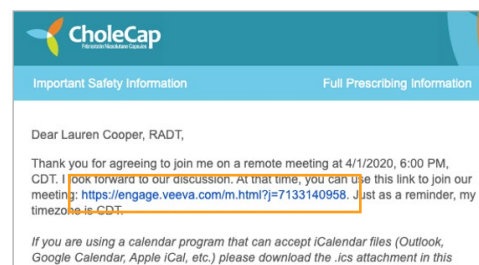 CholeCap
Important Safety Information Full Prescribing Information
Dear Lauren Cooper, RADT,
Thank you for agreeing to join me on a remote meeting at 4/1/2020, 6:00 PM,
CDT. I look forward to our discussion. At that time, you can use this link to join our
meeting: https://engage.veeva.com/m.html?j=7133140958. Just as a reminder, my
timezone is CDT.
If you are using a calendar program that can accept iCalendar files (Outlook,
Google Calendar, Apple iCal, etc.) please download the .ics attachment in this